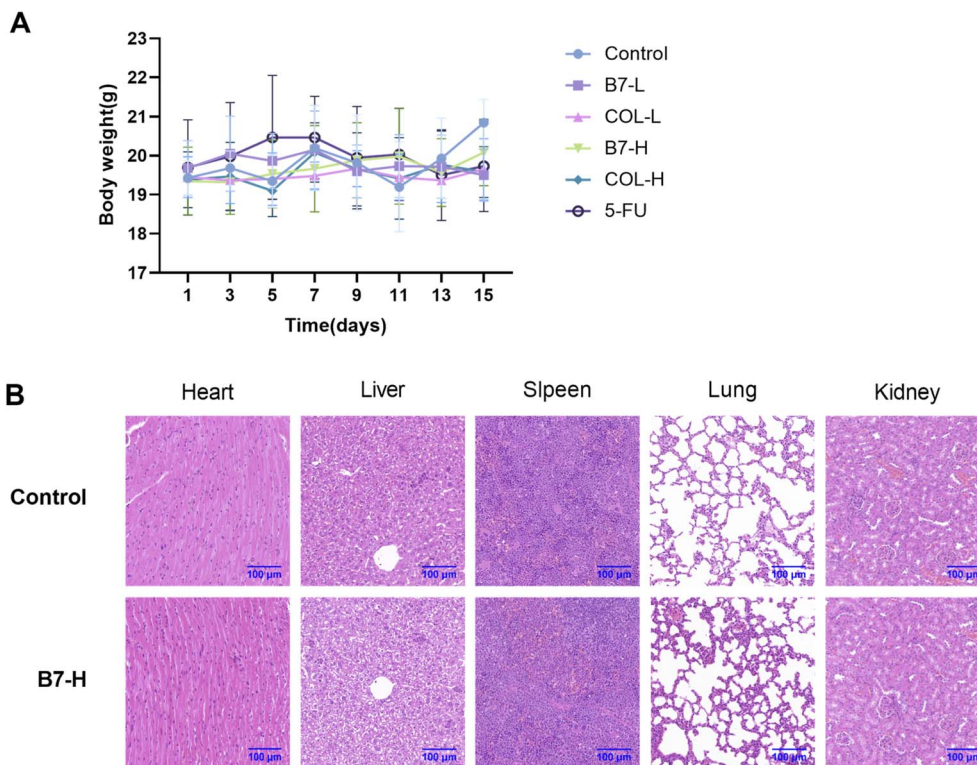 A
Body weight(g)
23
22
21
20
19
18
17
1 3 5 7 9 11 13 15
Time(days)
Control
B7-L
COL-L
B7-H
COL-H
5-FU
B
Heart Liver Slpeen Lung Kidney
Control
100 μm 100 μm 100 μm 100 μm 100 μm
B7-H
100 μm 100 μm 100 μm 100 μm 100 μm